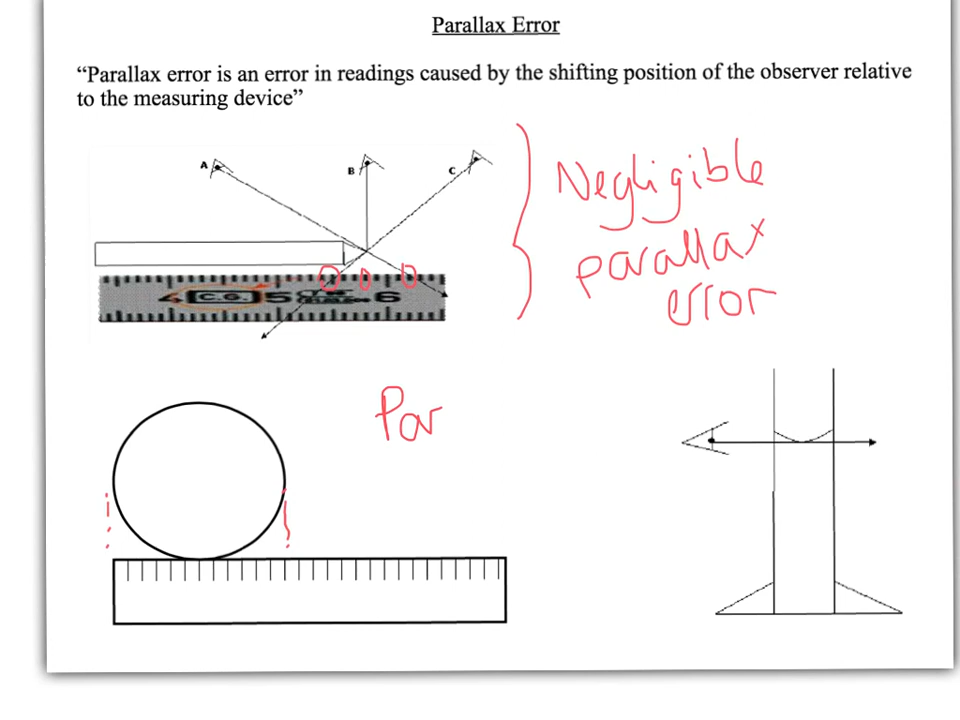 Parallax Error
“Parallax error is an error in readings caused by the shifting position of the observer relative
to the measuring device”
A
B
C
Negligible
parallax
error
4 C.G. 5 6
Par